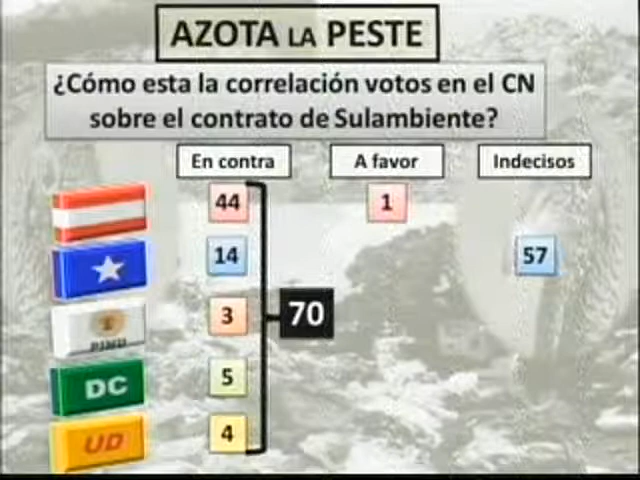 AZOTA LA PESTE
¿Cómo esta la correlación votos en el CN
sobre el contrato de Sulambiente?
En contra A favor Indecisos
44 1
14 57
3 70
PINU
DC 5
UD 4